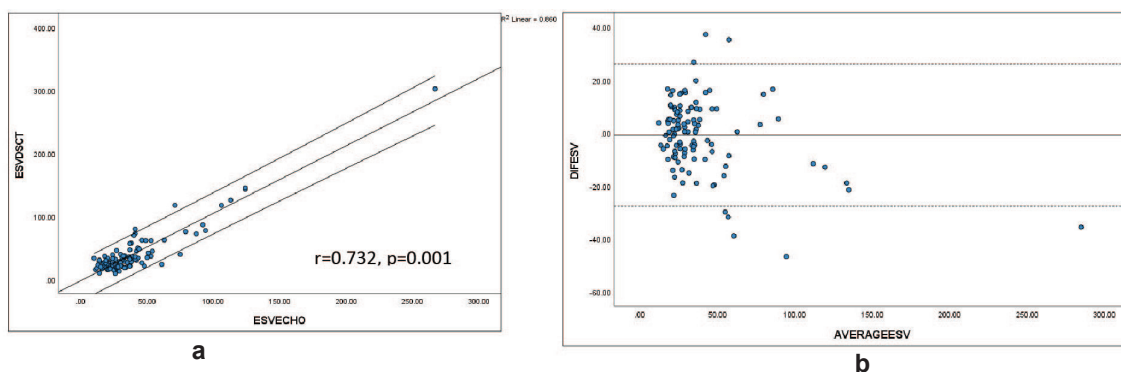 R² Linear = 0.860
400.00
300.00
200.00
100.00
.00
ESVDSCT
r=0.732, p=0.001
.00 50.00 100.00 150.00 200.00 250.00 300.00
ESVECHO
a
40.00
20.00
.00
-20.00
-40.00
-60.00
DIFESV
.00 50.00 100.00 150.00 200.00 250.00 300.00
AVERAGEESV
b